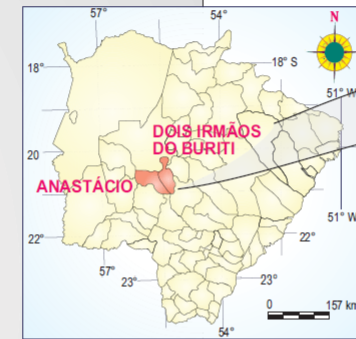 57°
54°
N
18°
18° S
51° W
DOIS IRMÃOS
DO BURITI
20
ANASTÁCIO
51° W
22°
22°
57°
23°
23°
0 157 km
54°